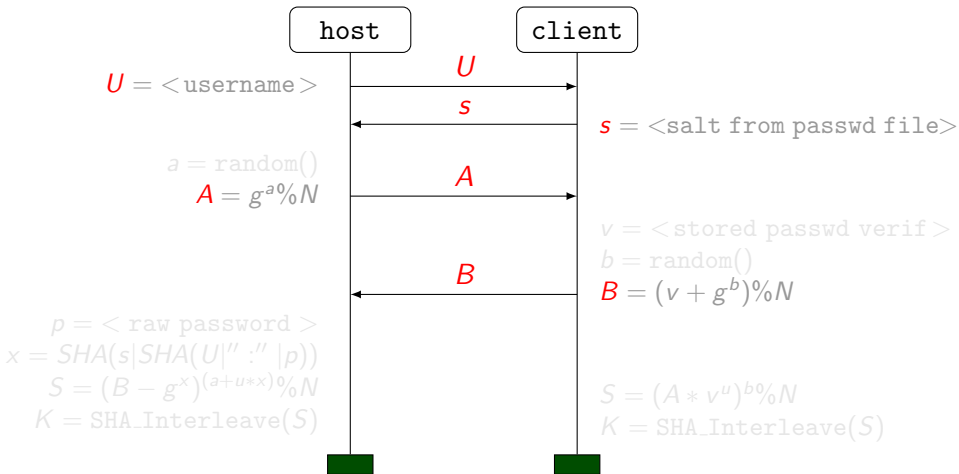 host client
U = <username>
U
s
s = <salt from passwd file>
a = random()
A = g^a%N
A
v = <stored passwd verif>
b = random()
B
B = (v + g^b)%N
p = < raw password >
x = SHA(s|SHA(U|″ :″ |p))
S = (B − g^x)^(a+u∗x)%N
K = SHA_Interleave(S)
S = (A ∗ v^u)^b%N
K = SHA_Interleave(S)